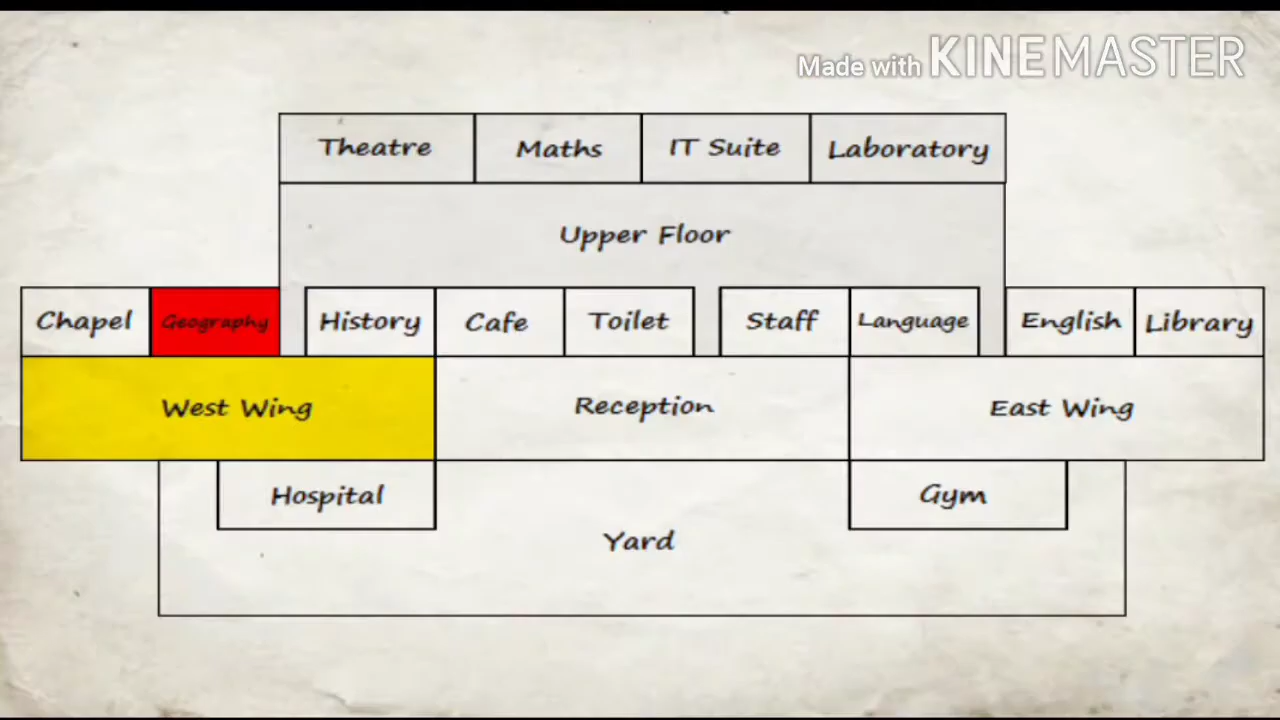 Made with KINEMASTER
Theatre
Maths
IT Suite
Laboratory
Upper Floor
Chapel
Geography
History
Cafe
Toilet
Staff
Language
English
Library
West Wing
Reception
East Wing
Hospital
Gym
Yard